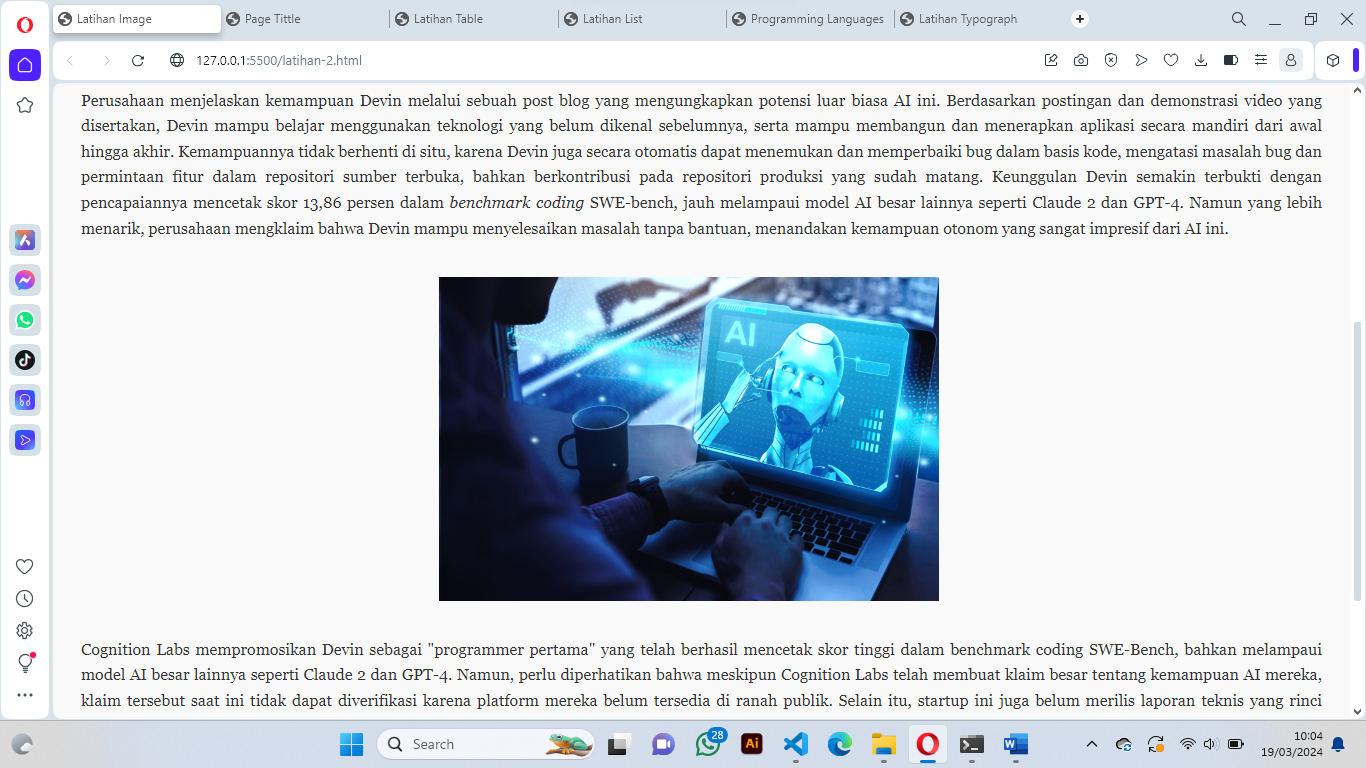 Latihan Image
Page Tittle
Latihan Table
Latihan List
Programming Languages
Latihan Typograph
127.0.0.1:5500/latihan-2.html
Perusahaan menjelaskan kemampuan Devin melalui sebuah post blog yang mengungkapkan potensi luar biasa AI ini. Berdasarkan postingan dan demonstrasi video yang
disertakan, Devin mampu belajar menggunakan teknologi yang belum dikenal sebelumnya, serta mampu membangun dan menerapkan aplikasi secara mandiri dari awal
hingga akhir. Kemampuannya tidak berhenti di situ, karena Devin juga secara otomatis dapat menemukan dan memperbaiki bug dalam basis kode, mengatasi masalah bug dan
permintaan fitur dalam repositori sumber terbuka, bahkan berkontribusi pada repositori produksi yang sudah matang. Keunggulan Devin semakin terbukti dengan
pencapaiannya mencetak skor 13,86 persen dalam benchmark coding SWE-bench, jauh melampaui model AI besar lainnya seperti Claude 2 dan GPT-4. Namun yang lebih
menarik, perusahaan mengklaim bahwa Devin mampu menyelesaikan masalah tanpa bantuan, menandakan kemampuan otonom yang sangat impresif dari AI ini.
AI
Cognition Labs mempromosikan Devin sebagai "programmer pertama" yang telah berhasil mencetak skor tinggi dalam benchmark coding SWE-Bench, bahkan melampaui
model AI besar lainnya seperti Claude 2 dan GPT-4. Namun, perlu diperhatikan bahwa meskipun Cognition Labs telah membuat klaim besar tentang kemampuan AI mereka,
klaim tersebut saat ini tidak dapat diverifikasi karena platform mereka belum tersedia di ranah publik. Selain itu, startup ini juga belum merilis laporan teknis yang rinci
Search
28
Ai
10:04
19/03/2024